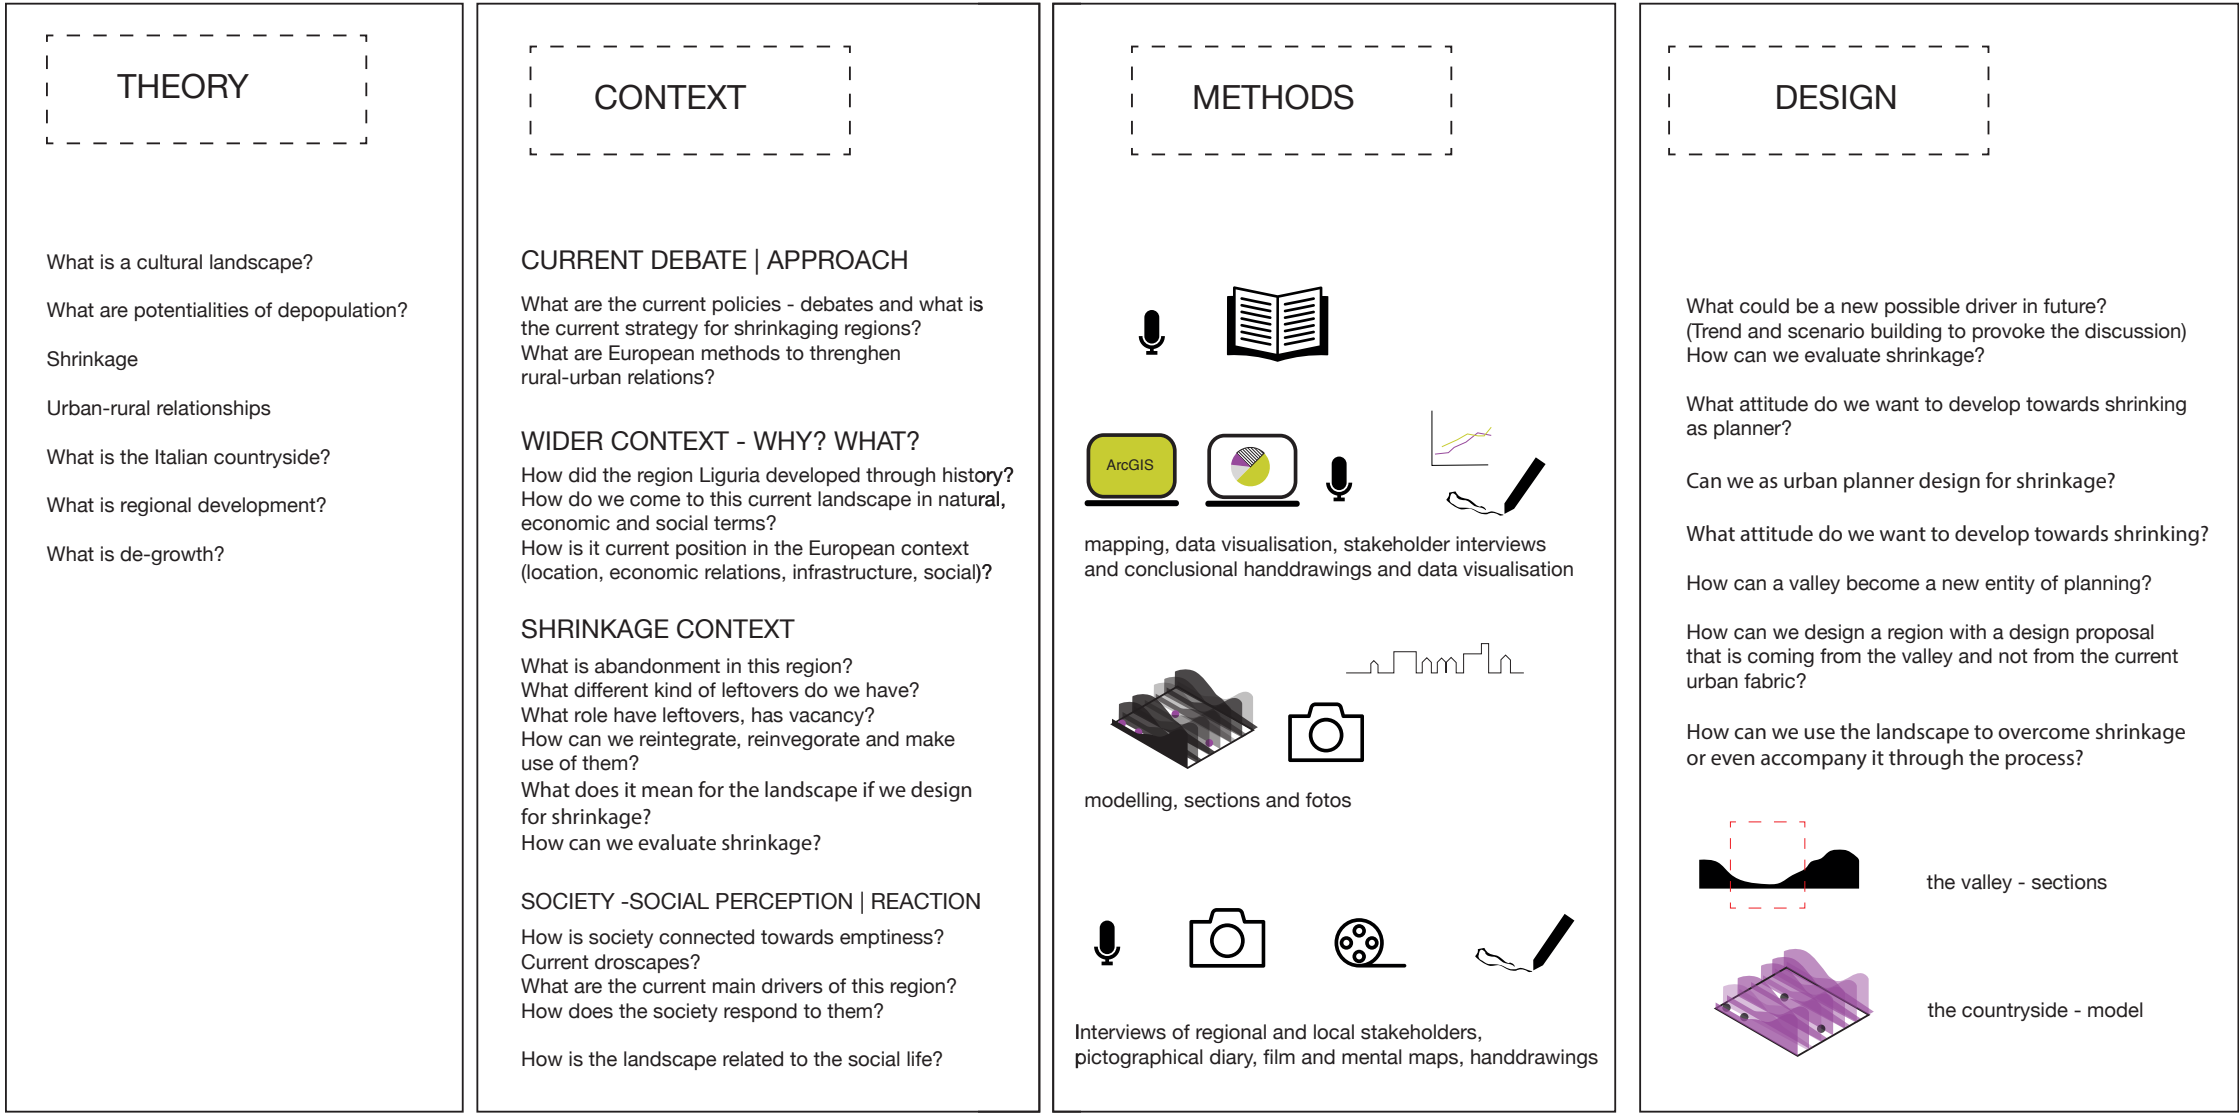 THEORY
What is a cultural landscape?
What are potentialities of depopulation?
Shrinkage
Urban-rural relationships
What is the Italian countryside?
What is regional development?
What is de-growth?
CONTEXT
CURRENT DEBATE | APPROACH
What are the current policies - debates and what is
the current strategy for shrinkaging regions?
What are European methods to threnghen
rural-urban relations?
WIDER CONTEXT - WHY? WHAT?
How did the region Liguria developed through history?
How do we come to this current landscape in natural,
economic and social terms?
How is it current position in the European context
(location, economic relations, infrastructure, social)?
SHRINKAGE CONTEXT
What is abandonment in this region?
What different kind of leftovers do we have?
What role have leftovers, has vacancy?
How can we reintegrate, reinvegorate and make
use of them?
What does it mean for the landscape if we design
for shrinkage?
How can we evaluate shrinkage?
SOCIETY -SOCIAL PERCEPTION | REACTION
How is society connected towards emptiness?
Current droscapes?
What are the current main drivers of this region?
How does the society respond to them?
How is the landscape related to the social life?
METHODS
ArcGIS
mapping, data visualisation, stakeholder interviews
and conclusional handdrawings and data visualisation
modelling, sections and fotos
Interviews of regional and local stakeholders,
pictographical diary, film and mental maps, handdrawings
DESIGN
What could be a new possible driver in future?
(Trend and scenario building to provoke the discussion)
How can we evaluate shrinkage?
What attitude do we want to develop towards shrinking
as planner?
Can we as urban planner design for shrinkage?
What attitude do we want to develop towards shrinking?
How can a valley become a new entity of planning?
How can we design a region with a design proposal
that is coming from the valley and not from the current
urban fabric?
How can we use the landscape to overcome shrinkage
or even accompany it through the process?
the valley - sections
the countryside - model